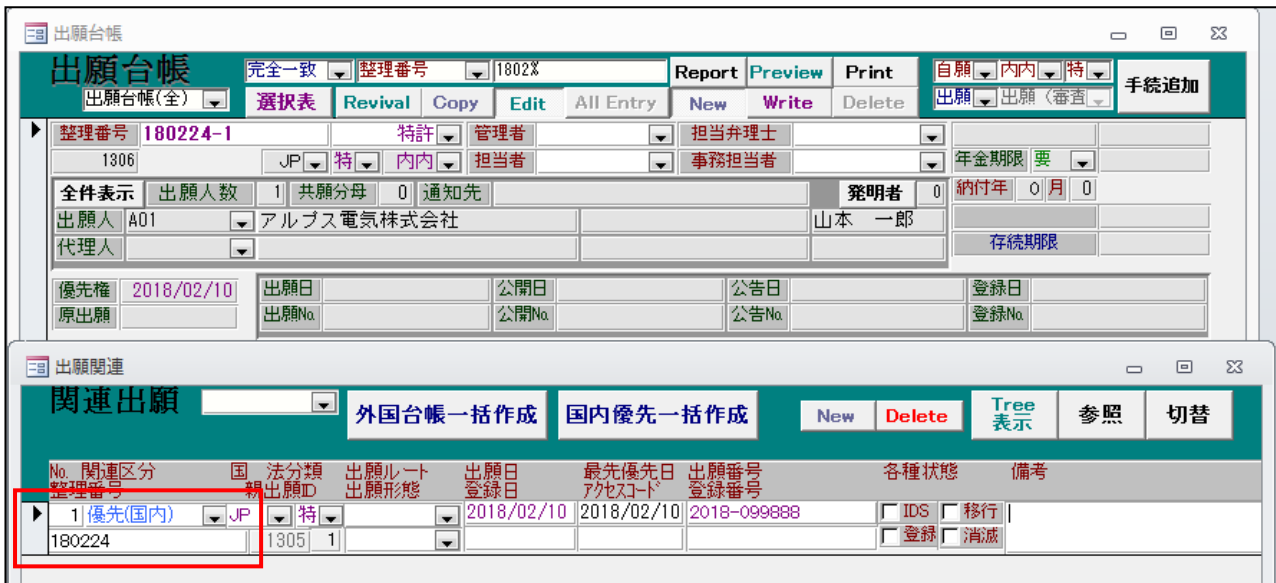 出願台帳
出願台帳 完全一致 整理番号 1802% Report Preview Print 自願 内内 特 手続追加
出願台帳(全) 選択表 Revival Copy Edit All Entry New Write Delete 出願 出願（審査
整理番号 180224-1 特許 管理者 担当弁理士
1306 JP 特 内内 担当者 事務担当者 年金期限 要
全件表示 出願人数 1 共願分母 0 通知先 発明者 0 納付年 0 月 0
出願人 A01 アルプス電気株式会社 山本 一郎
代理人 存続期限
優先権 2018/02/10 出願日 公開日 公告日 登録日
原出願 出願No. 公開No. 公告No. 登録No.
出願関連
関連出願 外国台帳一括作成 国内優先一括作成 New Delete Tree表示 参照 切替
No. 関連区分 国 法分類 出願ルート 出願日 最先優先日 出願番号 各種状態 備考
整理番号 親出願ID 出願形態 登録日 アクセスコード 登録番号
1 優先(国内) JP 特 2018/02/10 2018/02/10 2018-099888 IDS 移行
180224 1305 1 登録 消滅